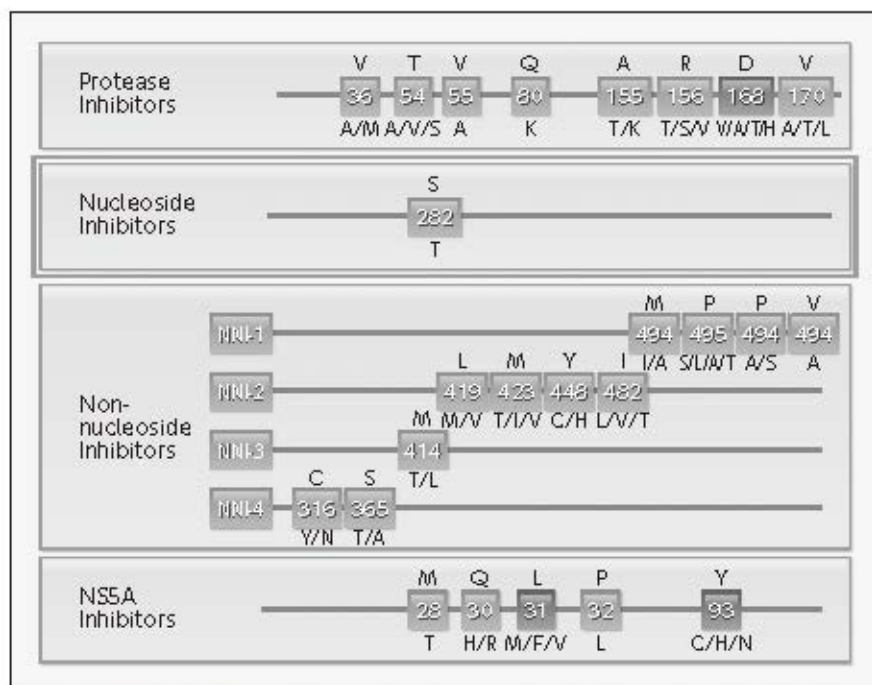 V T V Q A R D V
Protease
Inhibitors
36 54 55 80 155 156 168 170
A/M A/V/S A K T/K T/S/V V/A/T/H A/T/L
S
Nucleoside
Inhibitors
282
T
M P P V
NNI-1 494 495 494 494
I/A S/L/A/T A/S A
L M Y I
NNI-2 419 423 448 482
M/V T/I/V C/H L/V/T
Non-
nucleoside
Inhibitors
M
NNI-3 414
T/L
C S
NNI-4 316 365
Y/N T/A
M Q L P Y
NS5A
Inhibitors
28 30 31 32 93
T H/R M/F/V L C/H/N